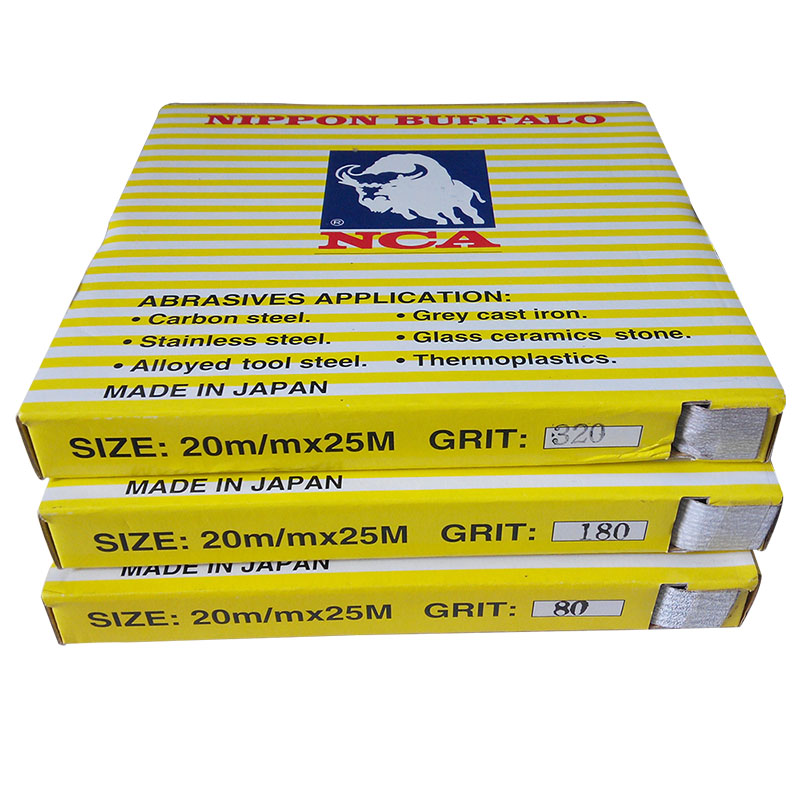 NIPPON BUFFALO
®
NCA
ABRASIVES APPLICATION:
• Carbon steel. • Grey cast iron.
• Stainless steel. • Glass ceramics stone.
• Alloyed tool steel. • Thermoplastics.
MADE IN JAPAN
SIZE: 20m/mx25M GRIT: 320
MADE IN JAPAN
SIZE: 20m/mx25M GRIT: 180
MADE IN JAPAN
SIZE: 20m/mx25M GRIT: 80